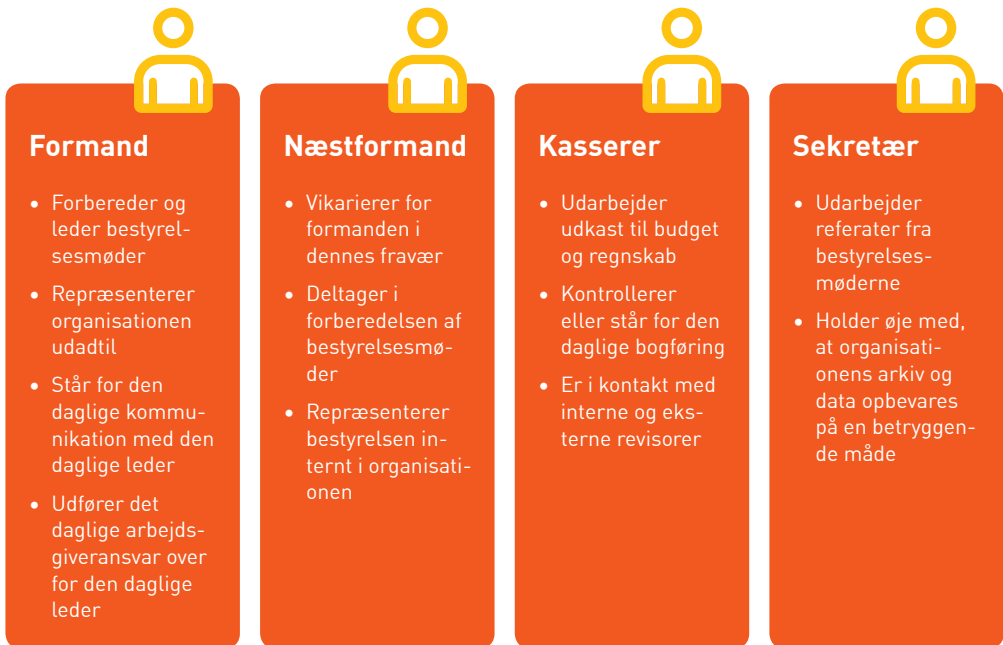 Formand
• Forbereder og
leder bestyrel-
sesmøder
• Repræsenterer
organisationen
udadtil
• Står for den
daglige kommu-
nikation med den
daglige leder
• Udfører det
daglige arbejds-
giveransvar over
for den daglige
leder
Næstformand
• Vikarierer for
formanden i
dennes fravær
• Deltager i
forberedelsen af
bestyrelsesmø-
der
• Repræsenterer
bestyrelsen in-
ternt i organisati-
onen
Kasserer
• Udarbejder
udkast til budget
og regnskab
• Kontrollerer
eller står for den
daglige bogføring
• Er i kontakt med
interne og eks-
terne revisorer
Sekretær
• Udarbejder
referater fra
bestyrelses-
møderne
• Holder øje med,
at organisati-
onens arkiv og
data opbevares
på en betryggen-
de måde